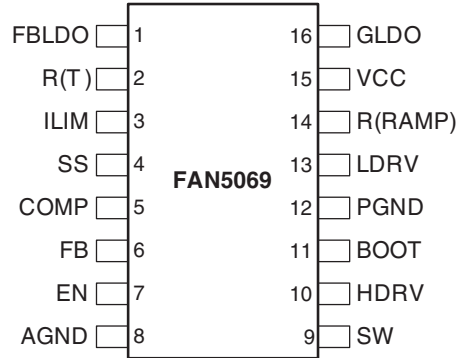 FBLDO 1 16 GLDO
R(T) 2 15 VCC
ILIM 3 14 R(RAMP)
SS 4 13 LDRV
FAN5069
COMP 5 12 PGND
FB 6 11 BOOT
EN 7 10 HDRV
AGND 8 9 SW